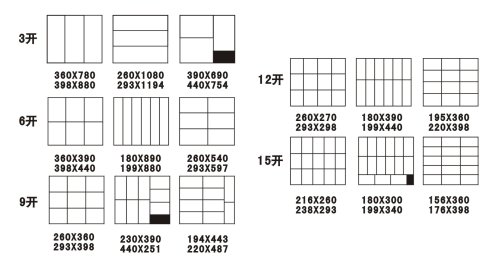 3开
360X780 260X1080 390X690
398X880 293X1194 440X754
6开
360X390 180X890 260X540
398X440 199X880 293X597
9开
260X360 230X390 194X443
293X398 440X251 220X487
12开
260X270 180X390 195X360
293X298 199X440 220X398
15开
216X260 180X300 156X360
238X293 199X340 176X398